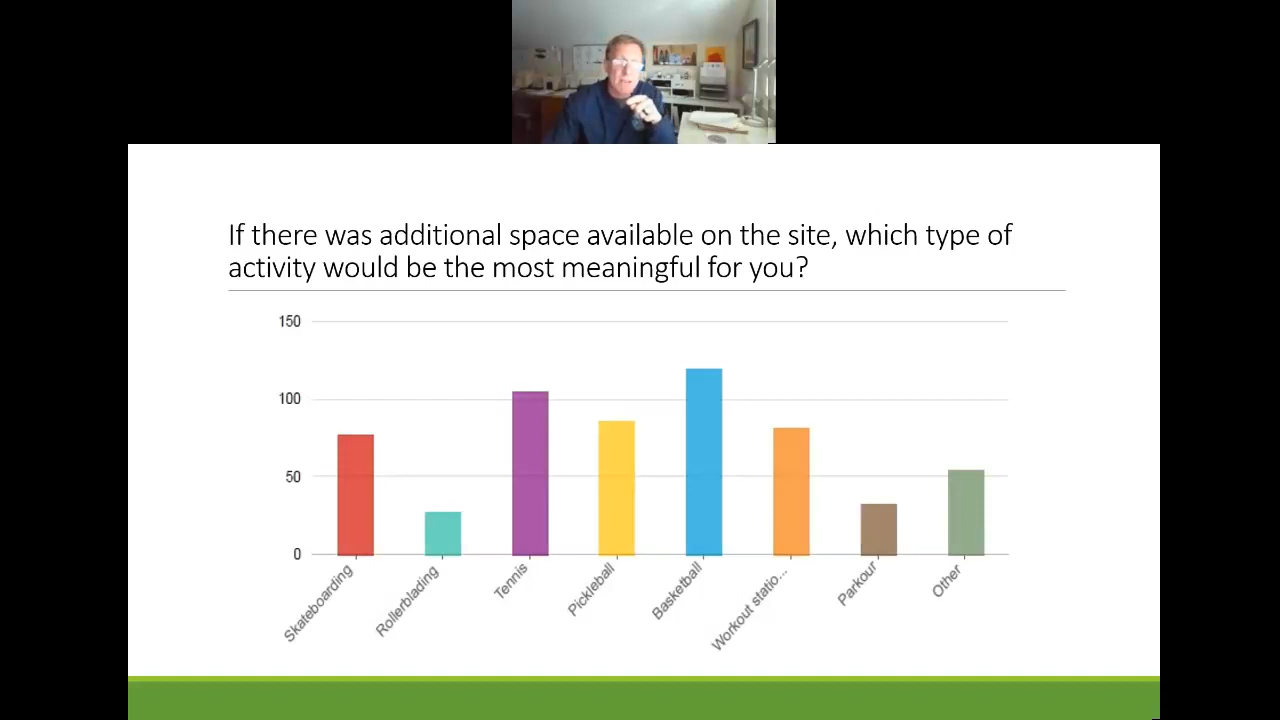 If there was additional space available on the site, which type of
activity would be the most meaningful for you?
150
100
50
0
Skateboarding
Rollerblading
Tennis
Pickleball
Basketball
Workout statio...
Parkour
Other